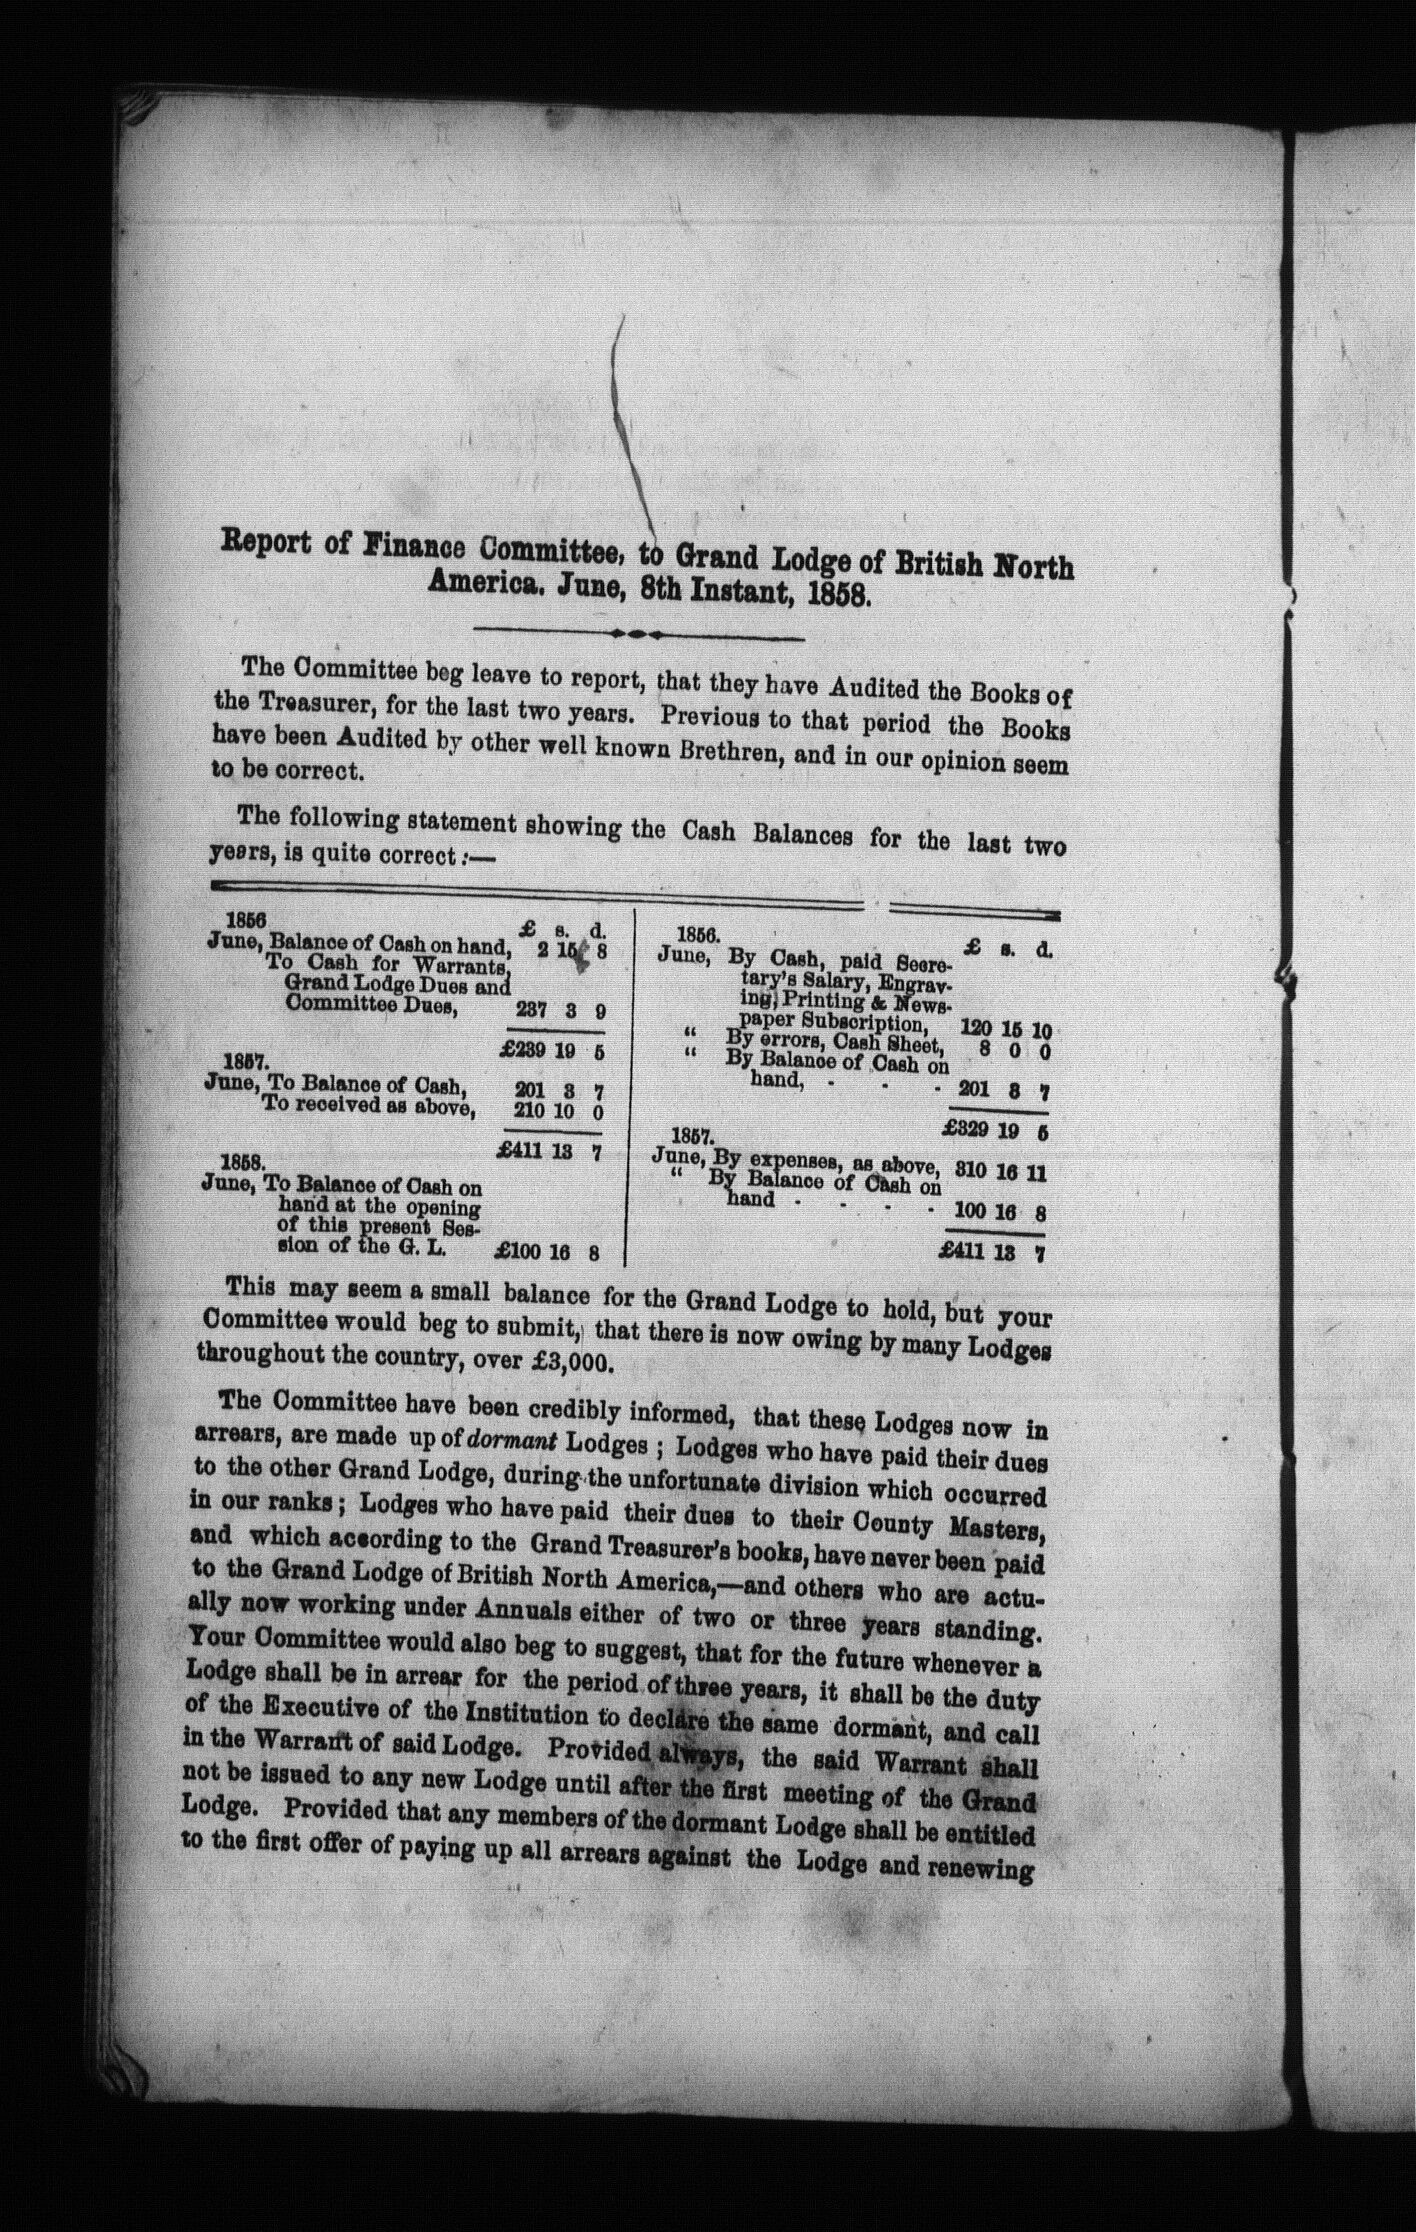 Report of Finance Committee, to Grand Lodge of British North
America. June, 8th Instant, 1858.
The Committee beg leave to report, that they have Audited the Books of
the Treasurer, for the last two years. Previous to that period the Books
have been Audited by other well known Brethren, and in our opinion seem
to be correct.
The following statement showing the Cash Balances for the last two
years, is quite correct:—
1856 £ s. d.
June, Balance of Cash on hand, 2 15 8
To Cash for Warrants,
Grand Lodge Dues and
Committee Dues, 237 3 9
£239 19 5
1857.
June, To Balance of Cash, 201 3 7
To received as above, 210 10 0
£411 13 7
1858.
June, To Balance of Cash on
hand at the opening
of this present Ses-
sion of the G. L. £100 16 8
1856. £ s. d.
June, By Cash, paid Secre-
tary's Salary, Engrav-
ing, Printing & News-
paper Subscription, 120 15 10
“ By errors, Cash Sheet, 8 0 0
“ By Balance of Cash on
hand, - - - 201 3 7
£329 19 5
1857.
June, By expenses, as above, 310 16 11
“ By Balance of Cash on
hand - - - - 100 16 8
£411 13 7
This may seem a small balance for the Grand Lodge to hold, but your
Committee would beg to submit, that there is now owing by many Lodges
throughout the country, over £3,000.
The Committee have been credibly informed, that these Lodges now in
arrears, are made up of dormant Lodges ; Lodges who have paid their dues
to the other Grand Lodge, during the unfortunate division which occurred
in our ranks ; Lodges who have paid their dues to their County Masters,
and which according to the Grand Treasurer's books, have never been paid
to the Grand Lodge of British North America,—and others who are actu-
ally now working under Annuals either of two or three years standing.
Your Committee would also beg to suggest, that for the future whenever a
Lodge shall be in arrear for the period of three years, it shall be the duty
of the Executive of the Institution to declare the same dormant, and call
in the Warrant of said Lodge. Provided always, the said Warrant shall
not be issued to any new Lodge until after the first meeting of the Grand
Lodge. Provided that any members of the dormant Lodge shall be entitled
to the first offer of paying up all arrears against the Lodge and renewing